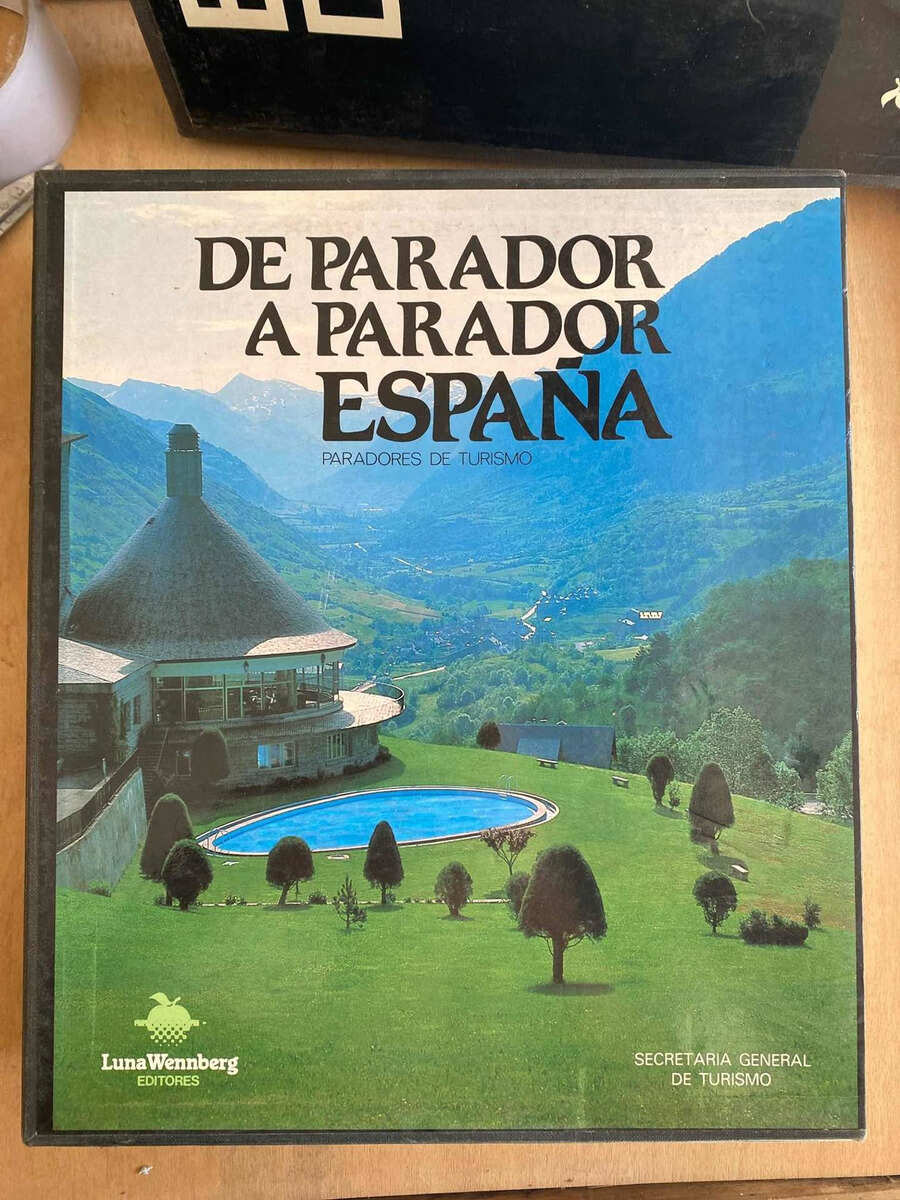 DE PARADOR
A PARADOR
ESPAÑA
PARADORES DE TURISMO
LunaWennberg
EDITORES
SECRETARIA GENERAL
DE TURISMO